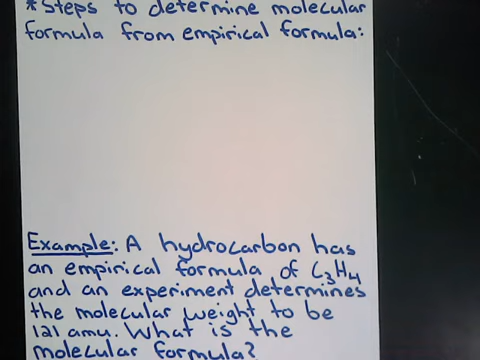 *Steps to determine molecular
formula from empirical formula:
Example: A hydrocarbon has
an empirical formula of C₃H₄
and an experiment determines
the molecular weight to be
121 amu. What is the
molecular formula?